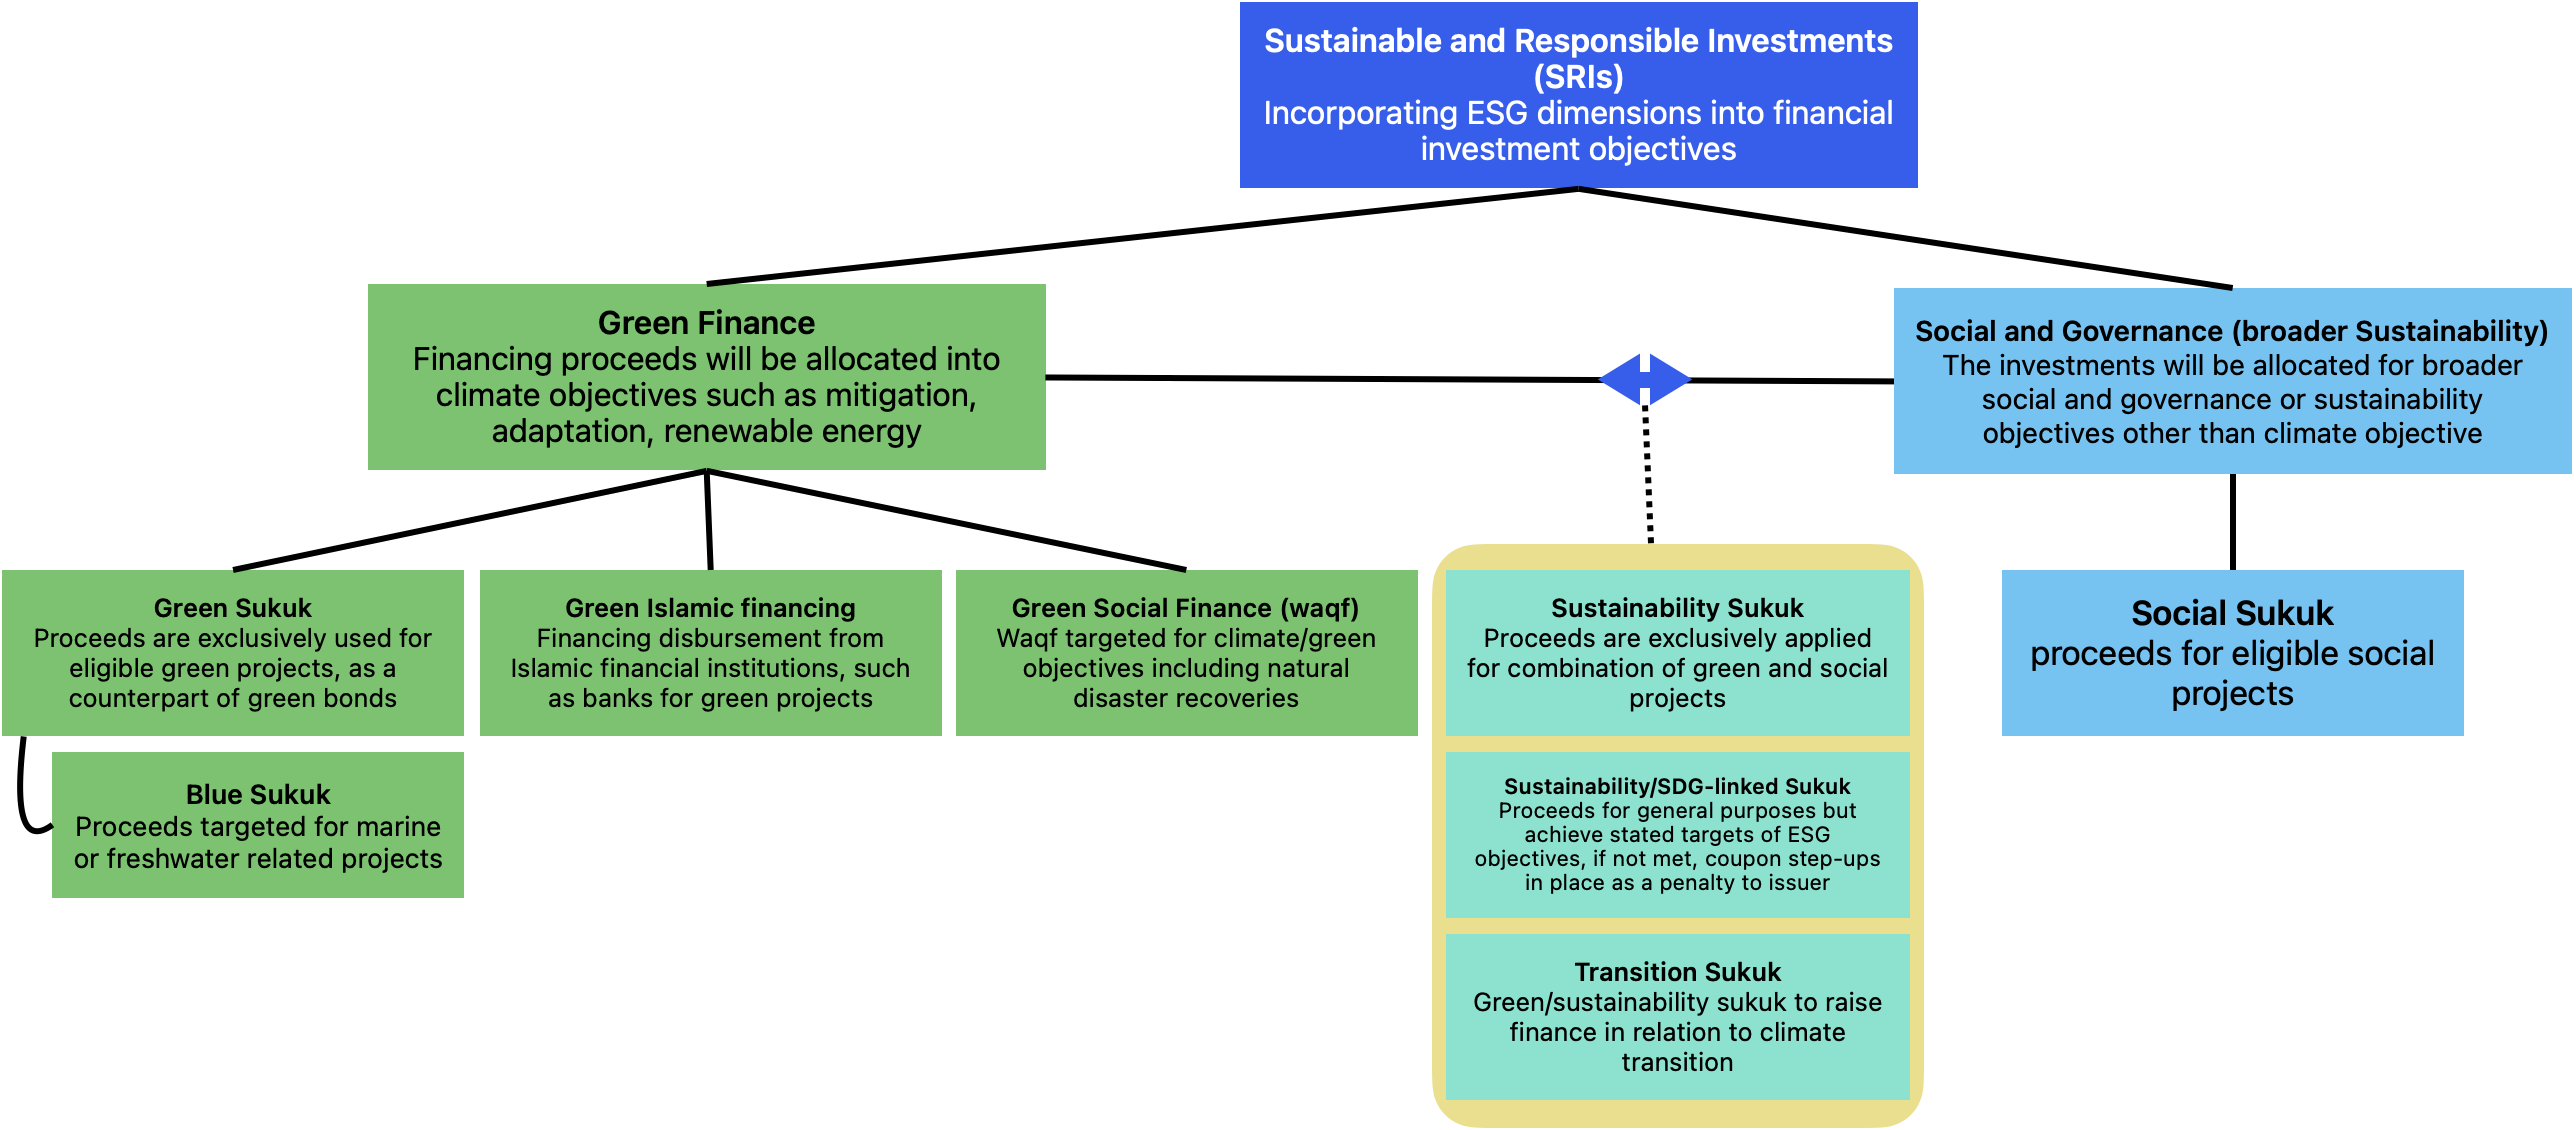 Sustainable and Responsible Investments
(SRIs)
Incorporating ESG dimensions into financial
investment objectives
Green Finance
Financing proceeds will be allocated into
climate objectives such as mitigation,
adaptation, renewable energy
Social and Governance (broader Sustainability)
The investments will be allocated for broader
social and governance or sustainability
objectives other than climate objective
Green Sukuk
Proceeds are exclusively used for
eligible green projects, as a
counterpart of green bonds
Green Islamic financing
Financing disbursement from
Islamic financial institutions, such
as banks for green projects
Green Social Finance (waqf)
Waqf targeted for climate/green
objectives including natural
disaster recoveries
Sustainability Sukuk
Proceeds are exclusively applied
for combination of green and social
projects
Social Sukuk
proceeds for eligible social
projects
Blue Sukuk
Proceeds targeted for marine
or freshwater related projects
Sustainability/SDG-linked Sukuk
Proceeds for general purposes but
achieve stated targets of ESG
objectives, if not met, coupon step-ups
in place as a penalty to issuer
Transition Sukuk
Green/sustainability sukuk to raise
finance in relation to climate
transition